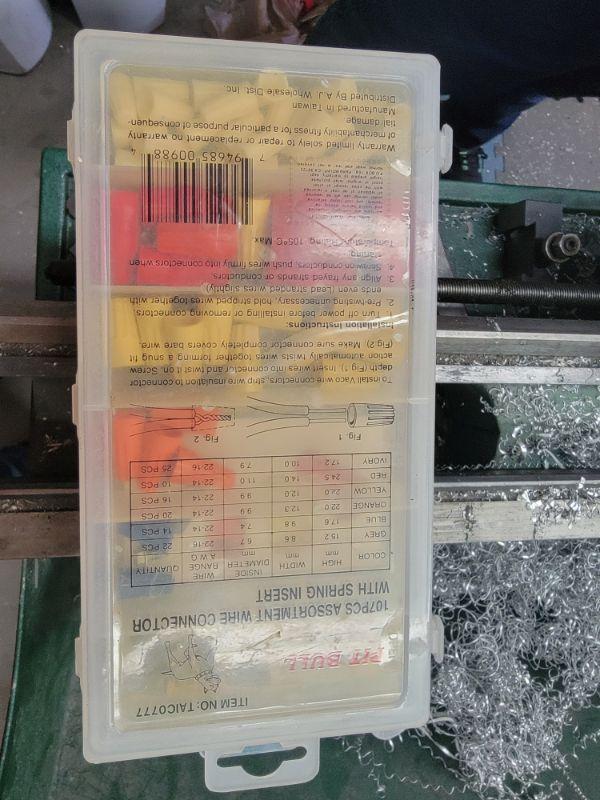 ITEM NO: TAIC0777
PIT BULL
107PCS ASSORTMENT WIRE CONNECTOR
WITH SPRING INSERT
COLOR HIGH mm WIDTH mm INSIDE DIAMETER mm WIRE RANGE A.W.G QUANTITY
GREY 15.2 8.6 6.7 22-16 22 PCS
BLUE 17.6 9.8 7.4 22-14 14 PCS
ORANGE 22.0 12.3 9.9 22-14 20 PCS
YELLOW 12.0 9.9 22-14 16 PCS
RED 24.5 14.0 11.0 22-14 10 PCS
IVORY 17.2 10.0 7.9 22-16 25 PCS
Fig. 1
Fig. 2
To install Vaco wire connectors, strip wire insulation to connector
depth (Fig 1), Insert wires into connector and twist it on. Screw
action automatically twists wires together forming a snug fit
(Fig 2) Make sure connector completely covers bare wire.
Installation Instructions:
1. Turn off power before installing or removing connectors.
2. Pre-twisting unnecessary, hold stripped wires together with
ends even (Lead stranded wires slightly)
3. Align any frayed strands or conductors
4. Screw on connectors, push wires firmly into connectors when
starting.
Temperature Rating: 105°C Max
7 94685 00988 4
Warranty limited solely to repair or replacement no warranty
of merchantability fitness for a particular purpose of consequen-
tial damage
Manufactured in Taiwan
Distributed By A.J. Wholesale Dist. Inc.